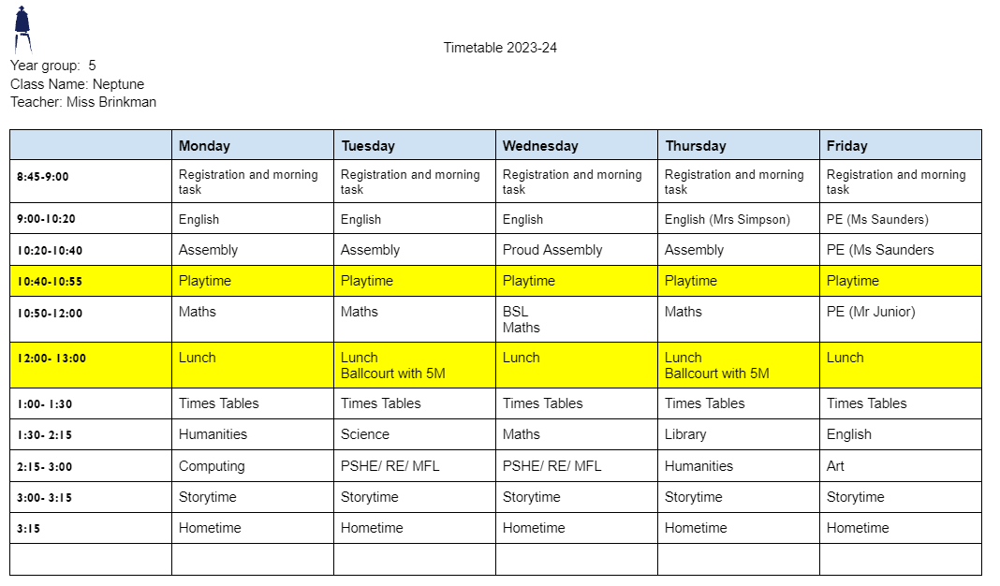 Timetable 2023-24
Year group:  5
Class Name: Neptune
Teacher: Miss Brinkman
Monday Tuesday Wednesday Thursday Friday
8:45-9:00 Registration and morning task Registration and morning task Registration and morning task Registration and morning task Registration and morning task
9:00-10:20 English English English English (Mrs Simpson) PE (Ms Saunders)
10:20-10:40 Assembly Assembly Proud Assembly Assembly PE (Ms Saunders
10:40-10:55 Playtime Playtime Playtime Playtime Playtime
10:50-12:00 Maths Maths BSL Maths Maths PE (Mr Junior)
12:00- 13:00 Lunch Lunch Ballcourt with 5M Lunch Lunch Ballcourt with 5M Lunch
1:00- 1:30 Times Tables Times Tables Times Tables Times Tables Times Tables
1:30- 2:15 Humanities Science Maths Library English
2:15- 3:00 Computing PSHE/ RE/ MFL PSHE/ RE/ MFL Humanities Art
3:00- 3:15 Storytime Storytime Storytime Storytime Storytime
3:15 Hometime Hometime Hometime Hometime Hometime